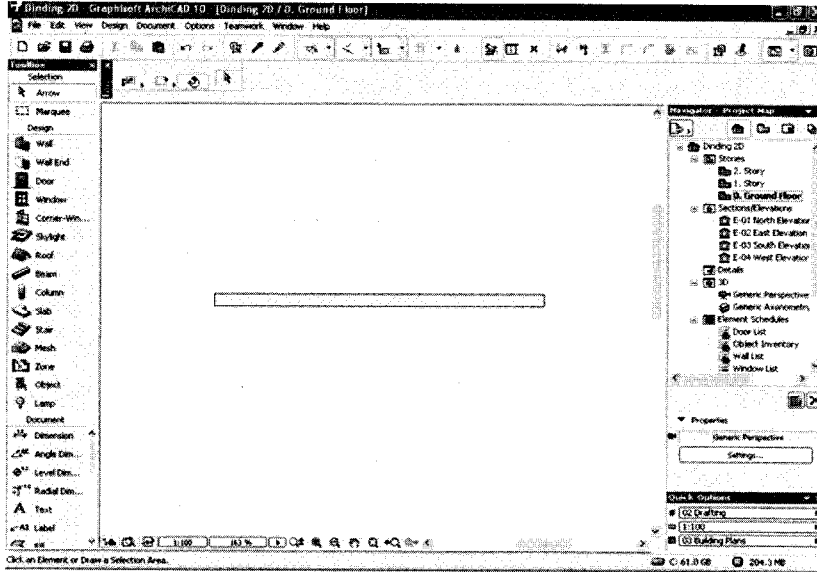 Dinding 2D - Graphisoft ArchiCAD 10 - [Dinding 2D / 0. Ground Floor]
File Edit View Design Document Options Teamwork Window Help
Toolbox
Selection
Arrow
Marquee
Design
Wall
Wall End
Door
Window
Corner-Win...
Skylight
Roof
Beam
Column
Slab
Stair
Mesh
Zone
Object
Lamp
Document
Dimension
Angle Dim...
Level Dim...
Radial Dim...
Text
Label
Fill
1:100
163 %
Navigator - Project Map
Dinding 2D
Stories
2. Story
1. Story
0. Ground Floor
Sections/Elevations
E-01 North Elevation
E-02 East Elevation
E-03 South Elevation
E-04 West Elevation
Details
3D
Generic Perspective
Generic Axonometry
Element Schedules
Door List
Object Inventory
Wall List
Window List
Properties
Generic Perspective
Settings...
Quick Options
02 Drafting
1:100
03 Building Plans
Click an Element or Draw a Selection Area.
C: 61.0 GB
204.3 MB